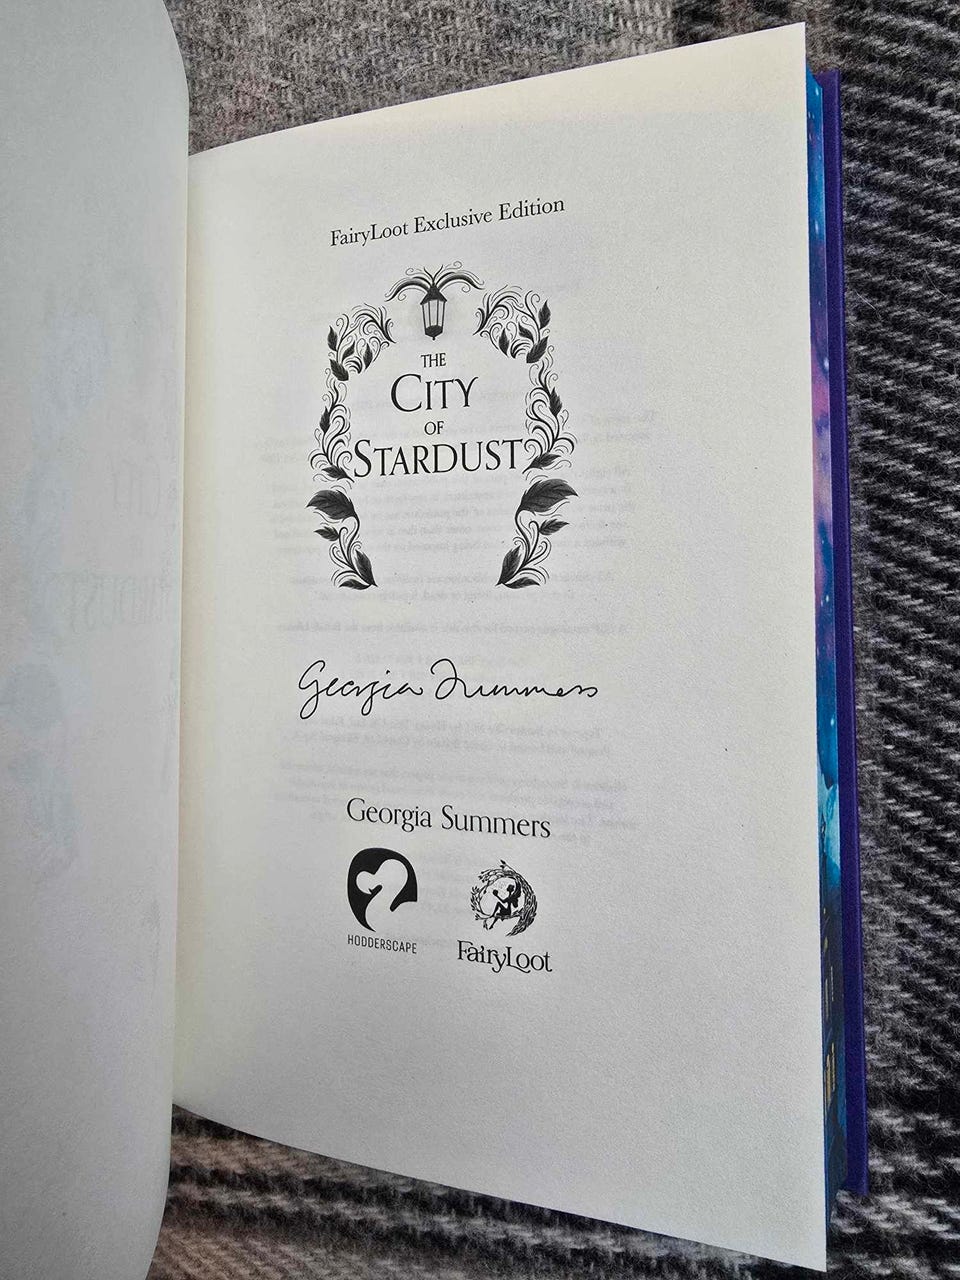 FairyLoot Exclusive Edition
THE
CITY
OF
STARDUST
Georgia Summers
Georgia Summers
HODDERSCAPE
FairyLoot